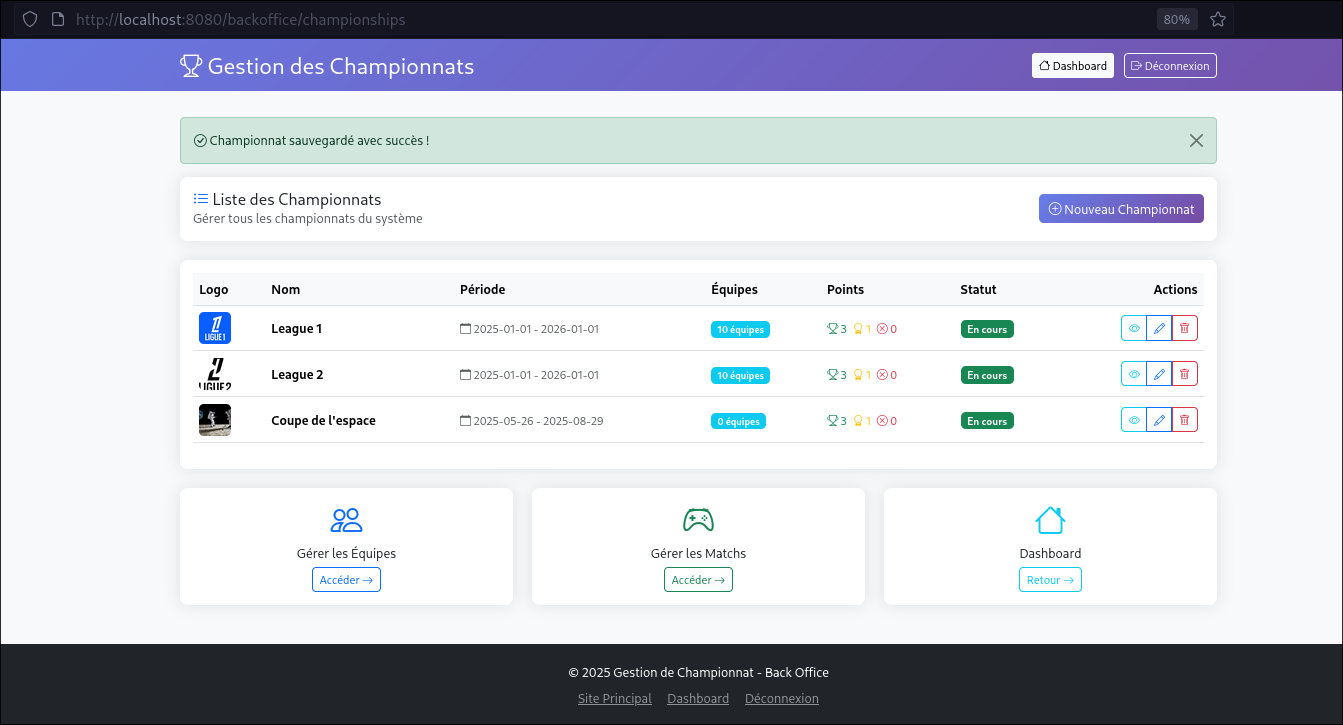 http://localhost:8080/backoffice/championships 80%
Gestion des Championnats Dashboard Déconnexion
Championnat sauvegardé avec succès !
Liste des Championnats
Gérer tous les championnats du système
Nouveau Championnat
Logo Nom Période Équipes Points Statut Actions
LIGUE1 League 1 2025-01-01 - 2026-01-01 10 équipes 3 1 0 En cours
LIGUE2 League 2 2025-01-01 - 2026-01-01 10 équipes 3 1 0 En cours
Coupe de l'espace 2025-05-26 - 2025-08-29 0 équipes 3 1 0 En cours
Gérer les Équipes
Accéder →
Gérer les Matchs
Accéder →
Dashboard
Retour →
© 2025 Gestion de Championnat - Back Office
Site Principal Dashboard Déconnexion